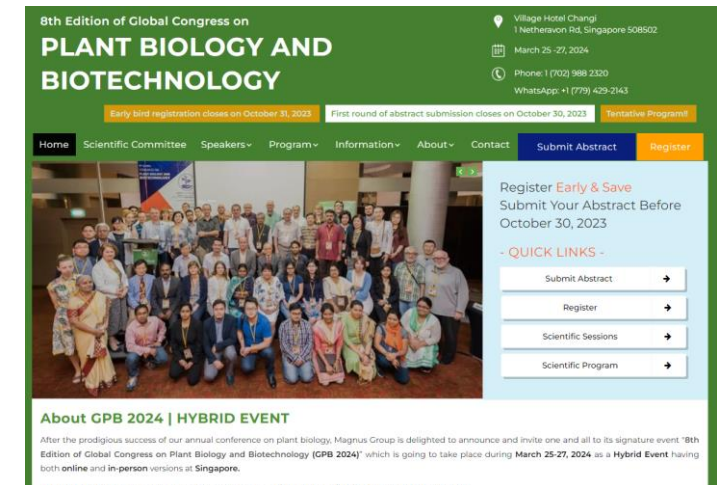 8th Edition of Global Congress on
PLANT BIOLOGY AND
BIOTECHNOLOGY
Village Hotel Changi
1 Netheravon Rd, Singapore 508502
March 25 -27, 2024
Phone: 1 (702) 988 2320
WhatsApp: +1 (779) 429-2143
Early bird registration closes on October 31, 2023
First round of abstract submission closes on October 30, 2023
Tentative Program!!
Home Scientific Committee Speakers Program Information About Contact Submit Abstract Register
PLANT BIOLOGY AND
BIOTECHNOLOGY
Register Early & Save
Submit Your Abstract Before
October 30, 2023
- QUICK LINKS -
Submit Abstract
Register
Scientific Sessions
Scientific Program
About GPB 2024 | HYBRID EVENT
After the prodigious success of our annual conference on plant biology, Magnus Group is delighted to announce and invite one and all to its signature event "8th
Edition of Global Congress on Plant Biology and Biotechnology (GPB 2024)" which is going to take place during March 25-27, 2024 as a Hybrid Event having
both online and in-person versions at Singapore.